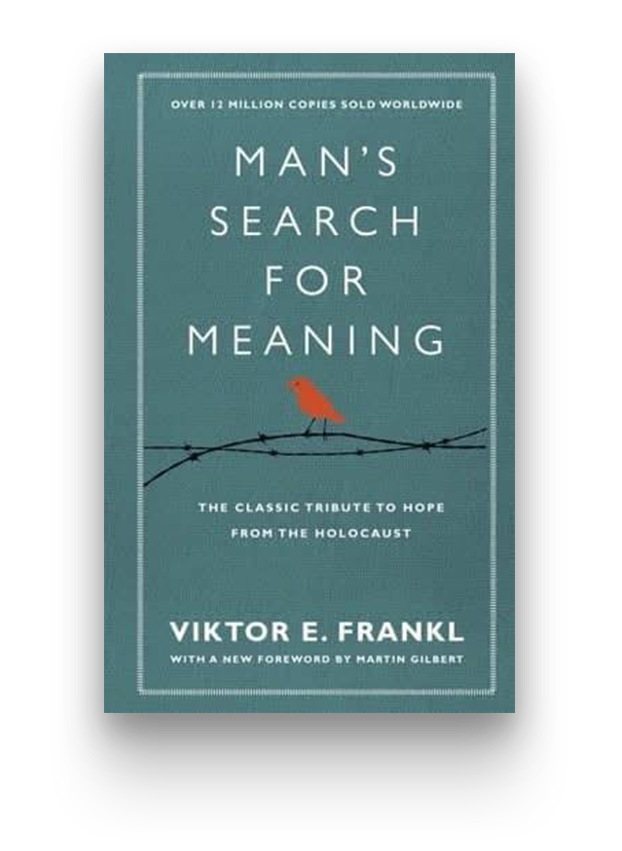 OVER 12 MILLION COPIES SOLD WORLDWIDE
MAN'S
SEARCH
FOR
MEANING
THE CLASSIC TRIBUTE TO HOPE
FROM THE HOLOCAUST
VIKTOR E. FRANKL
WITH A NEW FOREWORD BY MARTIN GILBERT